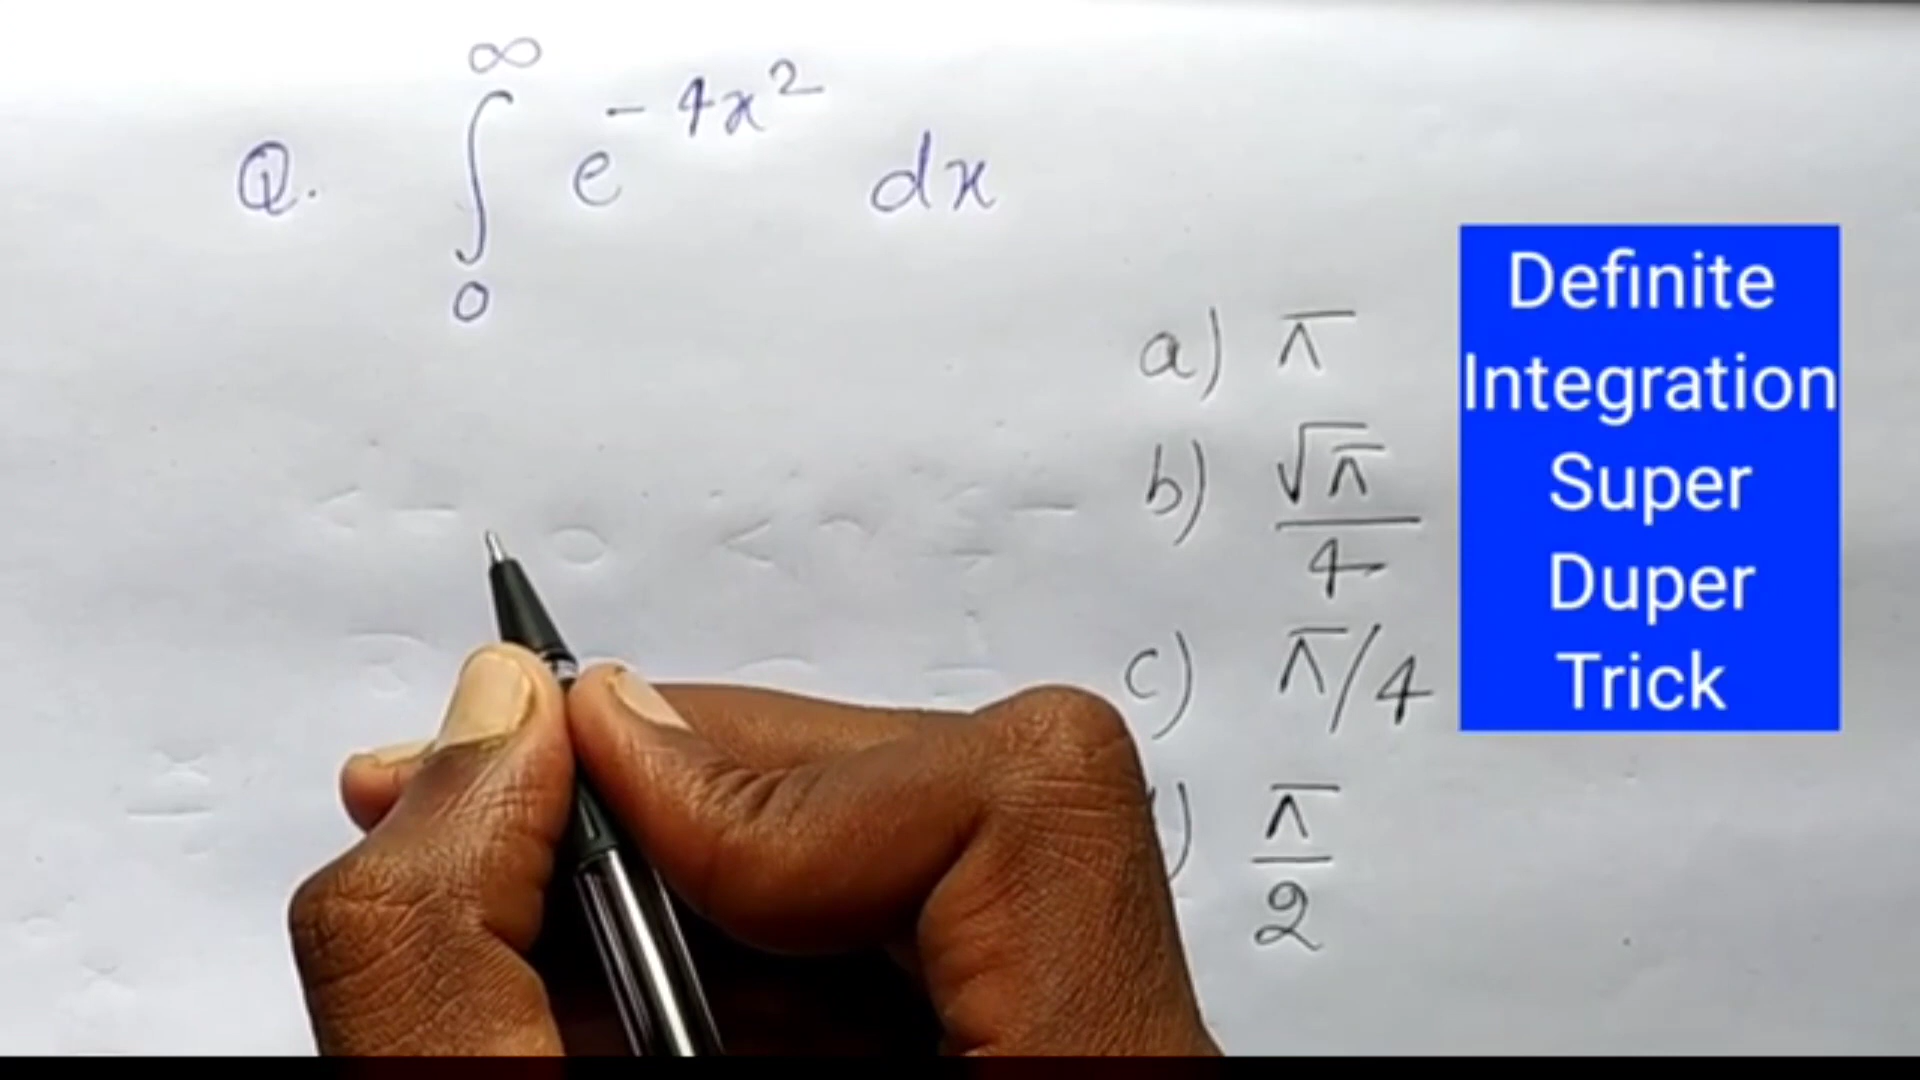 Q. ∫₀^∞ e^{-4x²} dx
a) π
b) √π/4
c) π/4
) π/2
Definite
Integration
Super
Duper
Trick